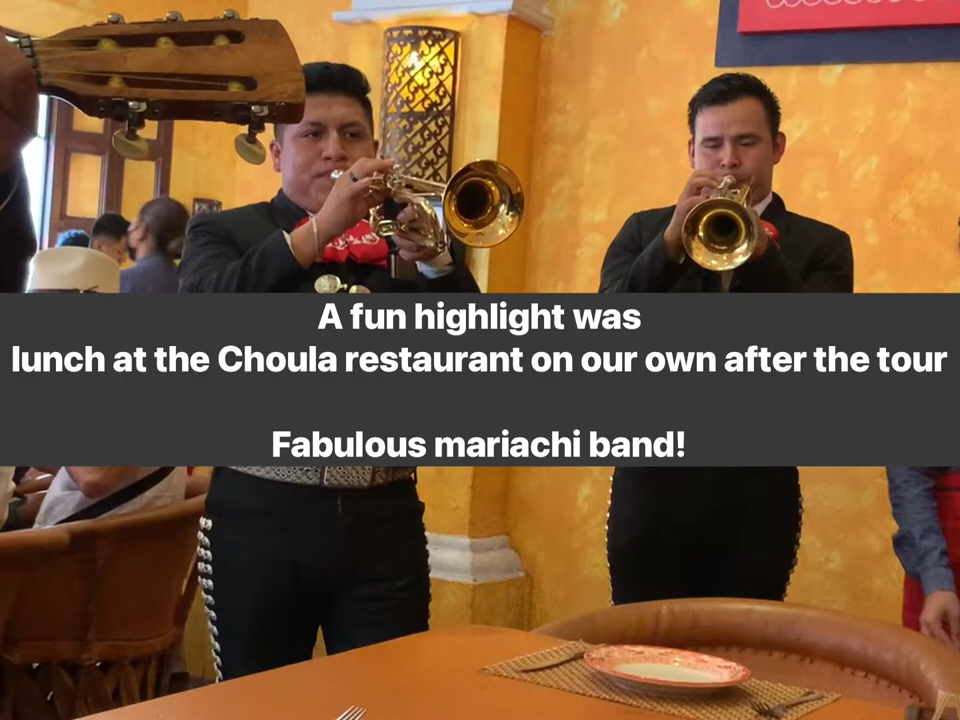 A fun highlight was
lunch at the Choula restaurant on our own after the tour
Fabulous mariachi band!